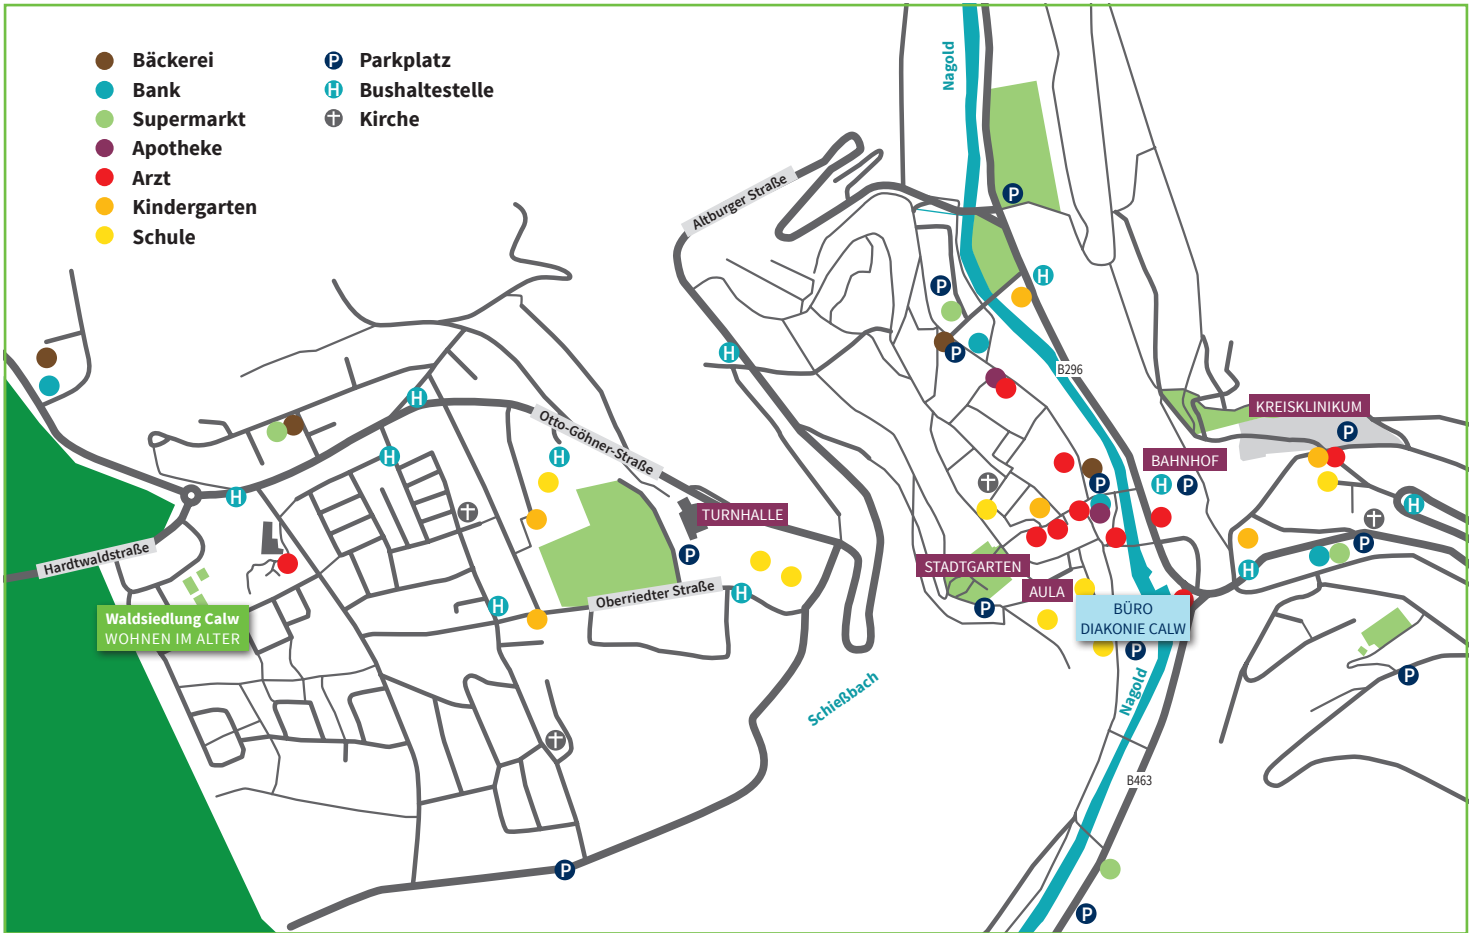 Bäckerei
Bank
Supermarkt
Apotheke
Arzt
Kindergarten
Schule
P Parkplatz
H Bushaltestelle
Kirche
Nagold
Altburger Straße
P
P
H
P
H
B296
H
KREISKLINIKUM
P
Otto-Göhner-Straße
H
H
H
BAHNHOF
H
P
P
H
H
TURNHALLE
P
P
Hardtwaldstraße
STADTGARTEN
H
AULA
Oberriedter Straße
H
H
P
BÜRO
DIAKONIE CALW
Waldsiedlung Calw
WOHNEN IM ALTER
P
P
Schießbach
Nagold
B463
P
P